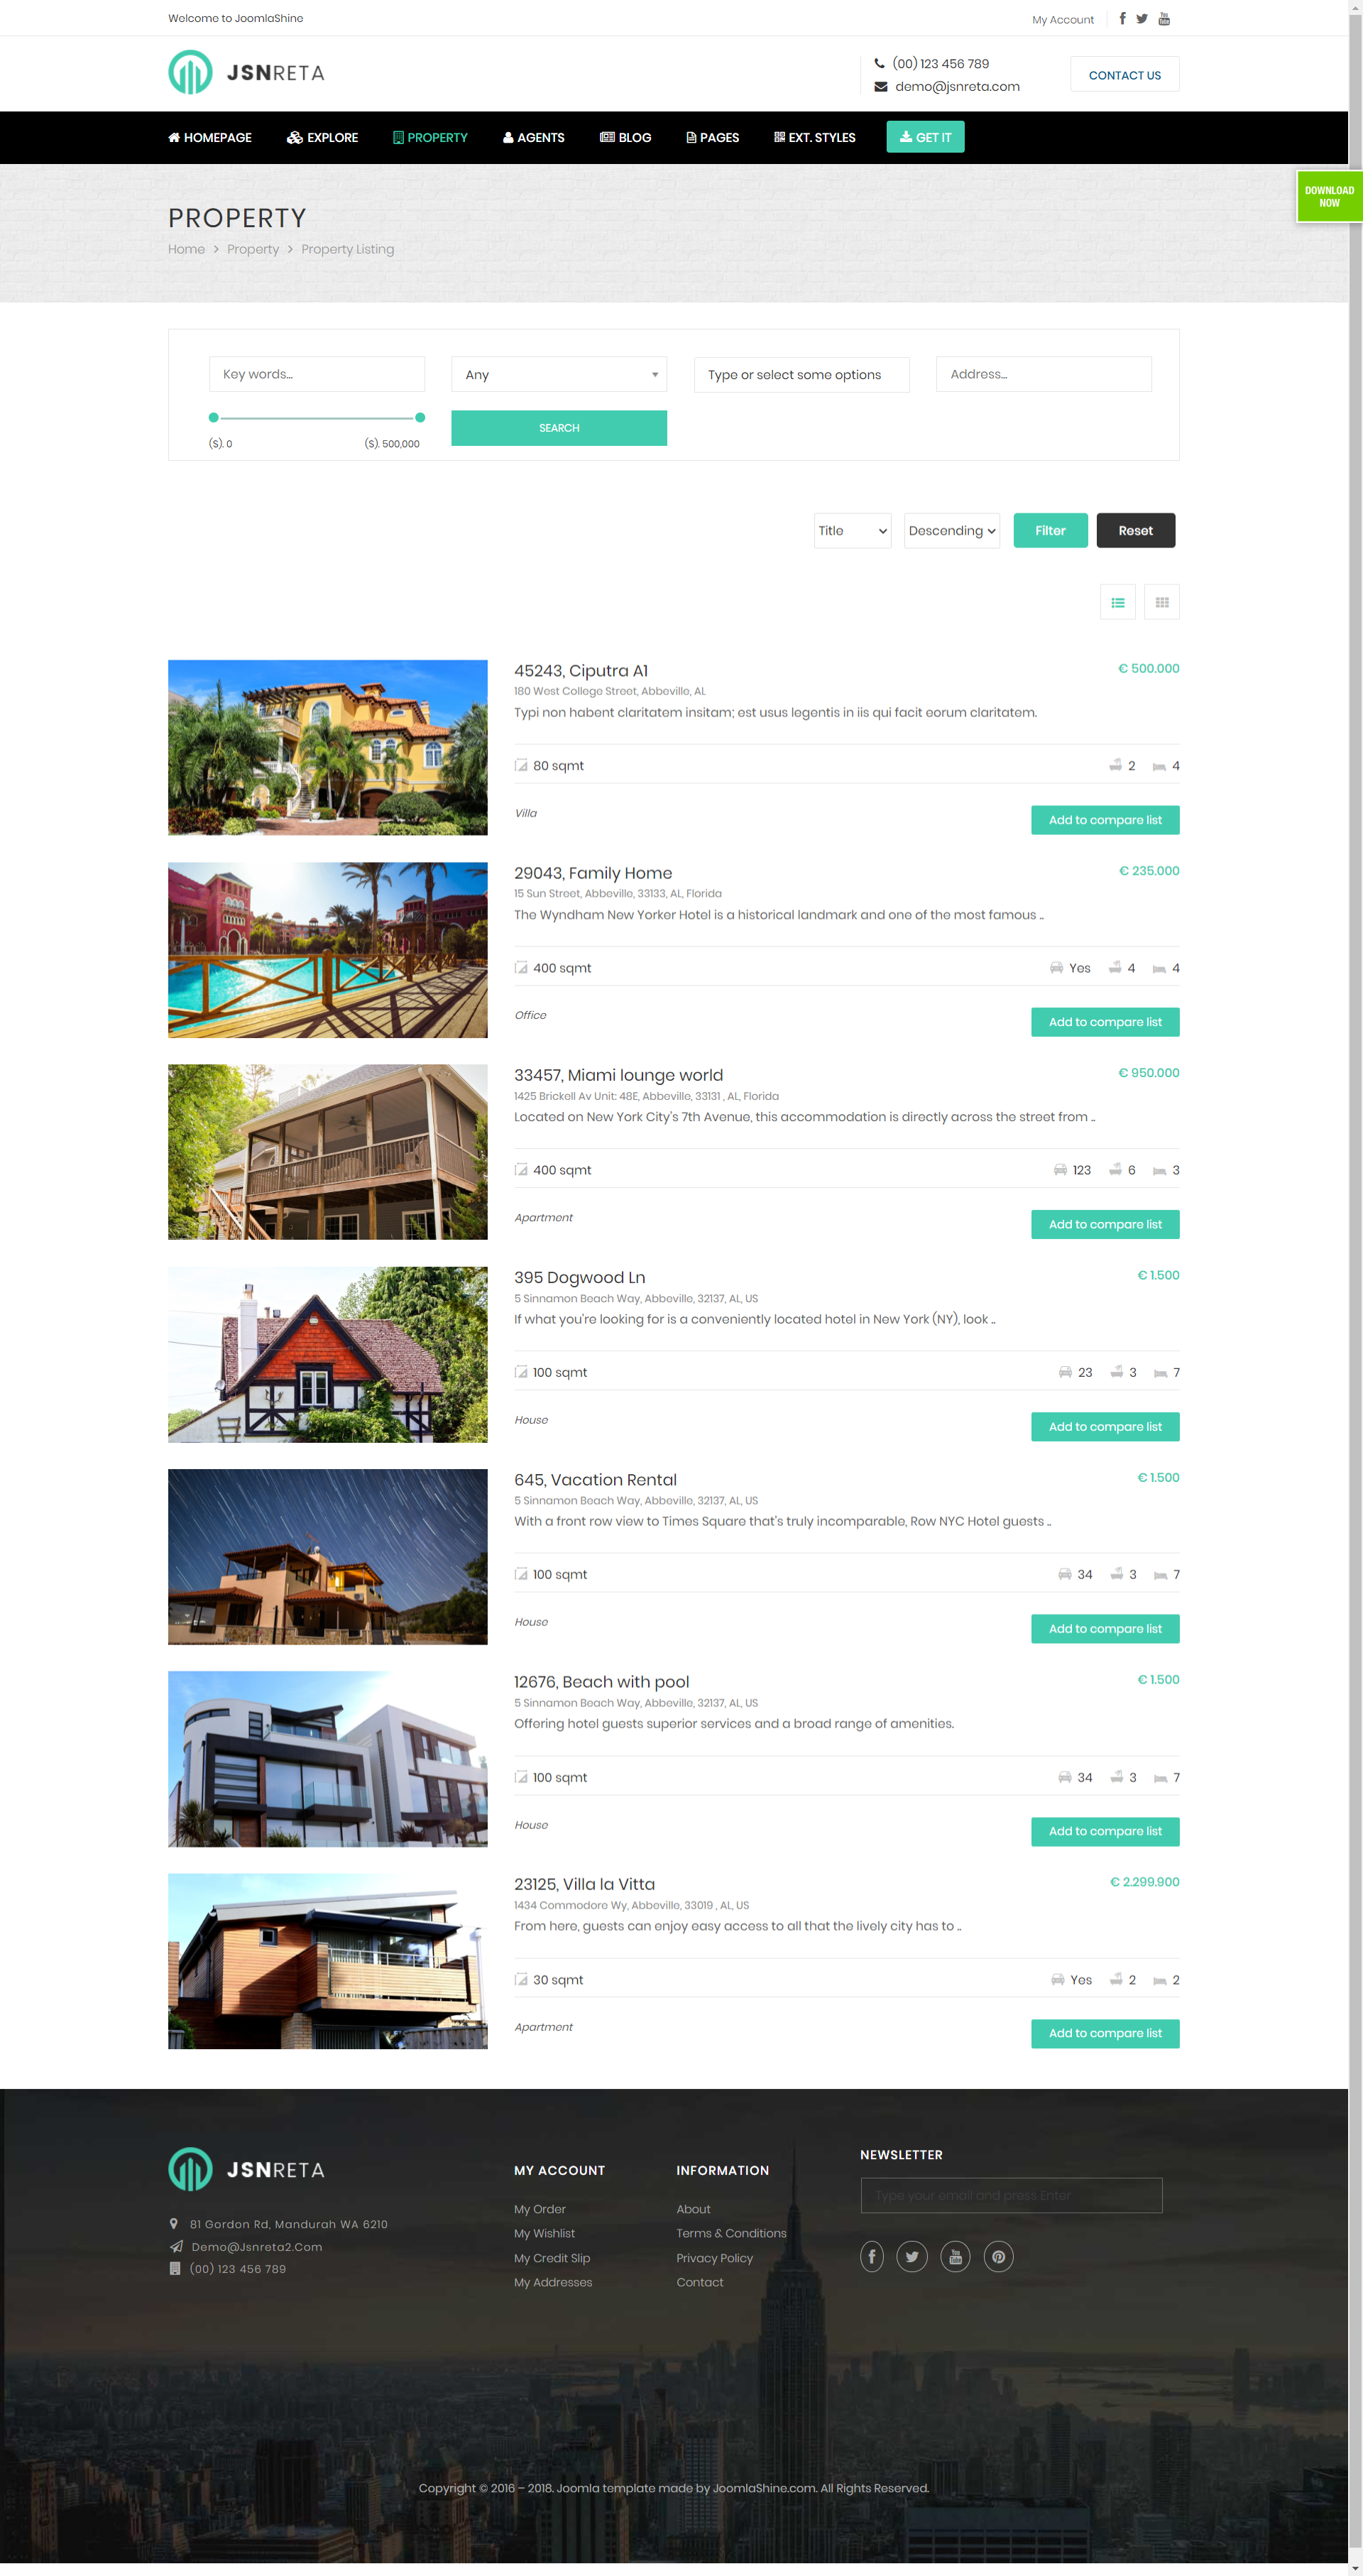 Welcome to JoomlaShine
My Account
JSNRETA
(00) 123 456 789
demo@jsnreta.com
CONTACT US
HOMEPAGE EXPLORE PROPERTY AGENTS BLOG PAGES EXT. STYLES GET IT
DOWNLOAD
NOW
PROPERTY
Home > Property > Property Listing
Key words...
Any
Type or select some options
Address...
($). 0
($). 500,000
SEARCH
Title
Descending
Filter
Reset
45243, Ciputra A1
€ 500.000
180 West College Street, Abbeville, AL
Typi non habent claritatem insitam; est usus legentis in iis qui facit eorum claritatem.
80 sqmt 2 4
Villa
Add to compare list
29043, Family Home
€ 235.000
15 Sun Street, Abbeville, 33133, AL, Florida
The Wyndham New Yorker Hotel is a historical landmark and one of the most famous ..
400 sqmt Yes 4 4
Office
Add to compare list
33457, Miami lounge world
€ 950.000
1425 Brickell Av Unit: 48E, Abbeville, 33131 , AL, Florida
Located on New York City's 7th Avenue, this accommodation is directly across the street from ..
400 sqmt 123 6 3
Apartment
Add to compare list
395 Dogwood Ln
€ 1.500
5 Sinnamon Beach Way, Abbeville, 32137, AL, US
If what you're looking for is a conveniently located hotel in New York (NY), look ..
100 sqmt 23 3 7
House
Add to compare list
645, Vacation Rental
€ 1.500
5 Sinnamon Beach Way, Abbeville, 32137, AL, US
With a front row view to Times Square that's truly incomparable, Row NYC Hotel guests ..
100 sqmt 34 3 7
House
Add to compare list
12676, Beach with pool
€ 1.500
5 Sinnamon Beach Way, Abbeville, 32137, AL, US
Offering hotel guests superior services and a broad range of amenities.
100 sqmt 34 3 7
House
Add to compare list
23125, Villa la Vitta
€ 2.299.900
1434 Commodore Wy, Abbeville, 33019 , AL, US
From here, guests can enjoy easy access to all that the lively city has to ..
30 sqmt Yes 2 2
Apartment
Add to compare list
JSNRETA
81 Gordon Rd, Mandurah WA 6210
Demo@Jsnreta2.Com
(00) 123 456 789
MY ACCOUNT
My Order
My Wishlist
My Credit Slip
My Addresses
INFORMATION
About
Terms & Conditions
Privacy Policy
Contact
NEWSLETTER
Type your email and press Enter
Copyright © 2016 – 2018. Joomla template made by JoomlaShine.com. All Rights Reserved.